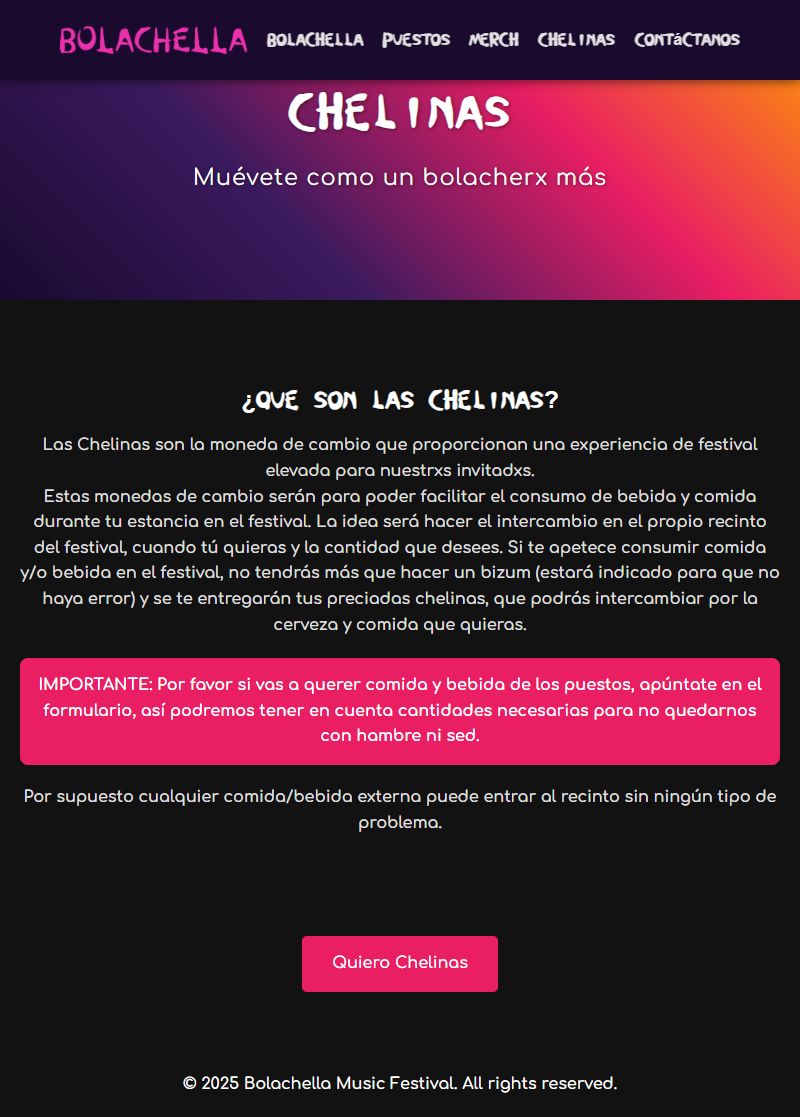 BOLACHELLA BOLACHELLA PUESTOS MERCH CHELINAS CONTáCTANOS
CHELINAS
Muévete como un bolacherx más
¿QUE SON LAS CHELINAS?
Las Chelinas son la moneda de cambio que proporcionan una experiencia de festival
elevada para nuestrxs invitadxs.
Estas monedas de cambio serán para poder facilitar el consumo de bebida y comida
durante tu estancia en el festival. La idea será hacer el intercambio en el propio recinto
del festival, cuando tú quieras y la cantidad que desees. Si te apetece consumir comida
y/o bebida en el festival, no tendrás más que hacer un bizum (estará indicado para que no
haya error) y se te entregarán tus preciadas chelinas, que podrás intercambiar por la
cerveza y comida que quieras.
IMPORTANTE: Por favor si vas a querer comida y bebida de los puestos, apúntate en el
formulario, así podremos tener en cuenta cantidades necesarias para no quedarnos
con hambre ni sed.
Por supuesto cualquier comida/bebida externa puede entrar al recinto sin ningún tipo de
problema.
Quiero Chelinas
© 2025 Bolachella Music Festival. All rights reserved.